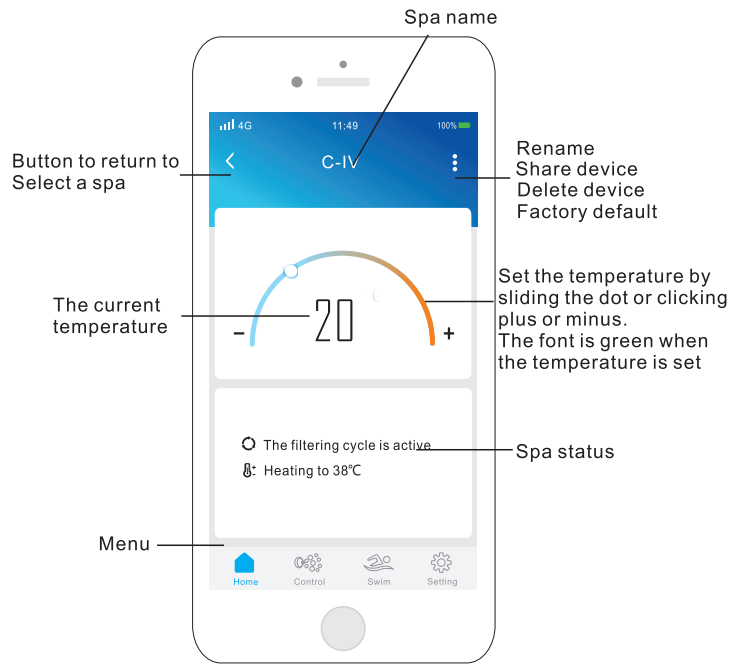 Spa name
4G
11:49
100%
C-IV
Button to return to
Select a spa
Rename
Share device
Delete device
Factory default
The current
temperature
20
-
+
Set the temperature by
sliding the dot or clicking
plus or minus.
The font is green when
the temperature is set
The filtering cycle is active
Heating to 38℃
Spa status
Menu
Home
Control
Swim
Setting